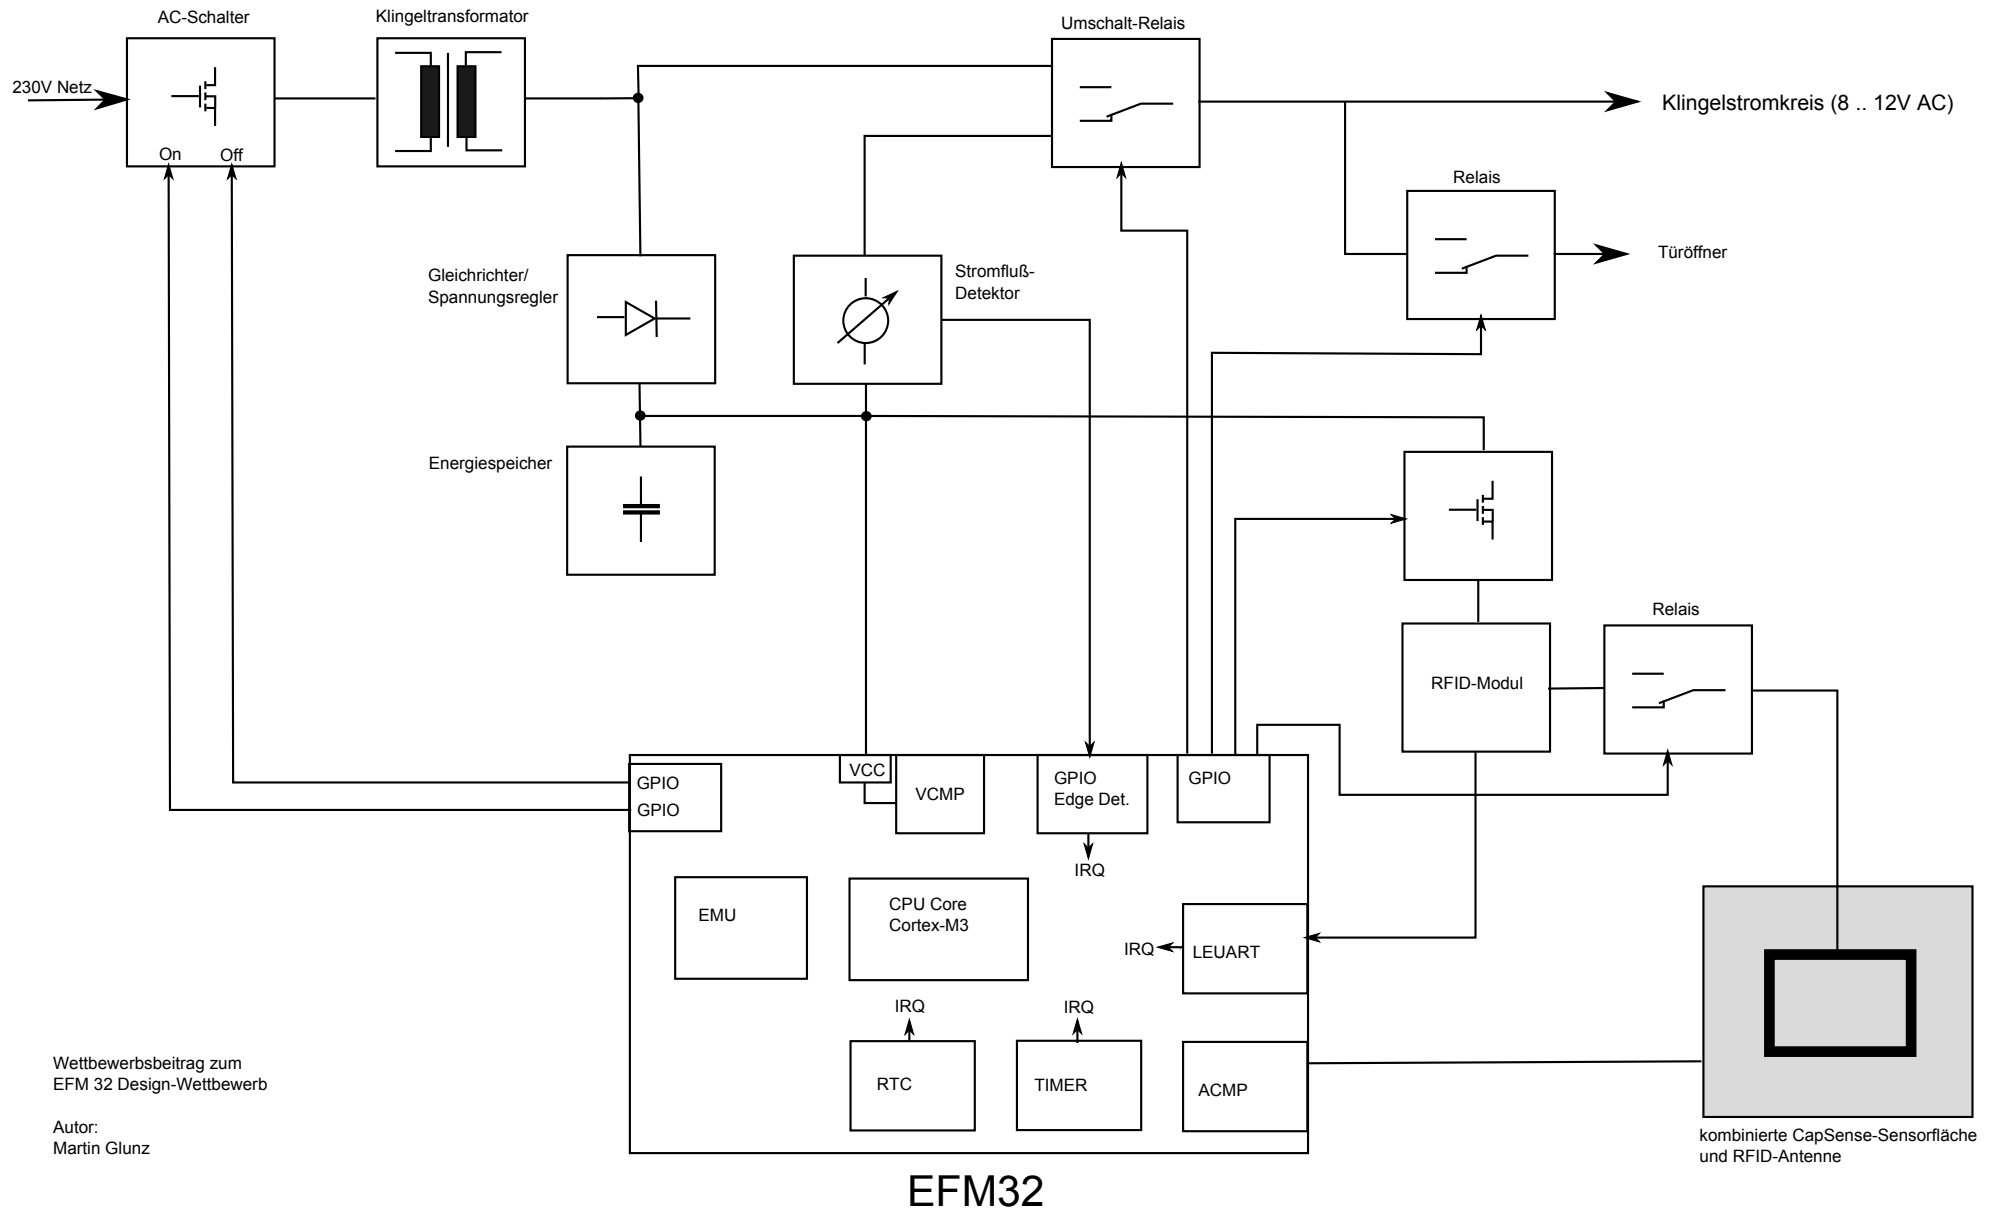 AC-Schalter
Klingeltransformator
Umschalt-Relais
230V Netz
On
Off
Klingelstromkreis (8 .. 12V AC)
Relais
Türöffner
Gleichrichter/
Spannungsregler
Stromfluß-
Detektor
Energiespeicher
Relais
RFID-Modul
GPIO
GPIO
VCC
VCMP
GPIO
Edge Det.
GPIO
IRQ
EMU
CPU Core
Cortex-M3
IRQ
LEUART
IRQ
IRQ
RTC
TIMER
ACMP
Wettbewerbsbeitrag zum
EFM 32 Design-Wettbewerb
Autor:
Martin Glunz
kombinierte CapSense-Sensorfläche
und RFID-Antenne
EFM32